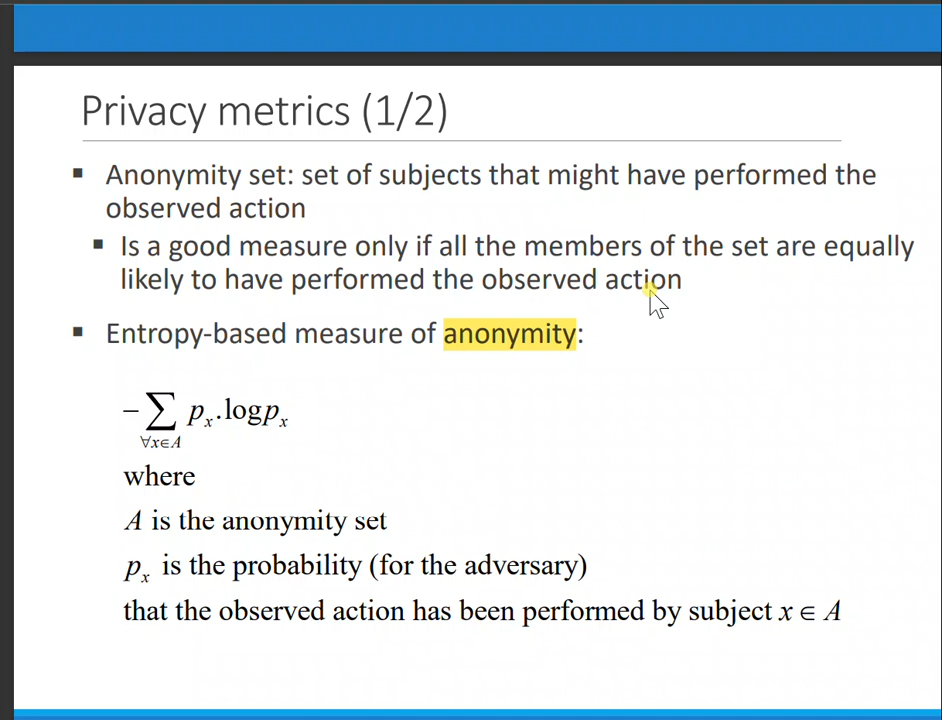 Privacy metrics (1/2)
▪ Anonymity set: set of subjects that might have performed the
observed action
▪ Is a good measure only if all the members of the set are equally
likely to have performed the observed action
▪ Entropy-based measure of anonymity:
−∑ pₓ.logpₓ
∀x∈A
where
A is the anonymity set
pₓ is the probability (for the adversary)
that the observed action has been performed by subject x ∈ A